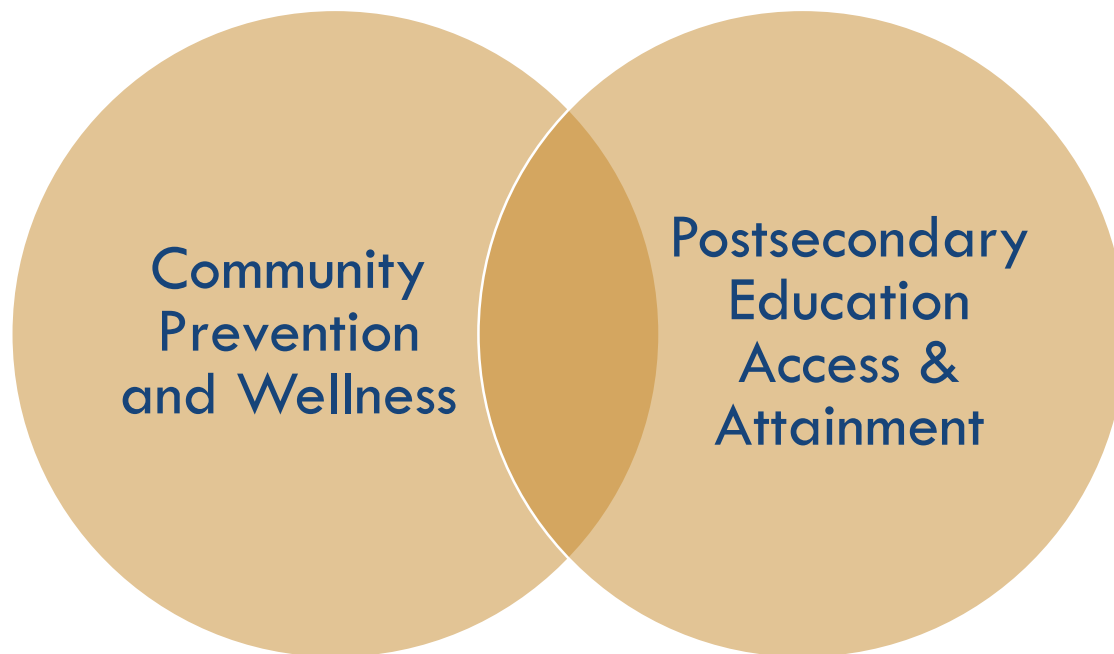 Community
Prevention
and Wellness
Postsecondary
Education
Access &
Attainment